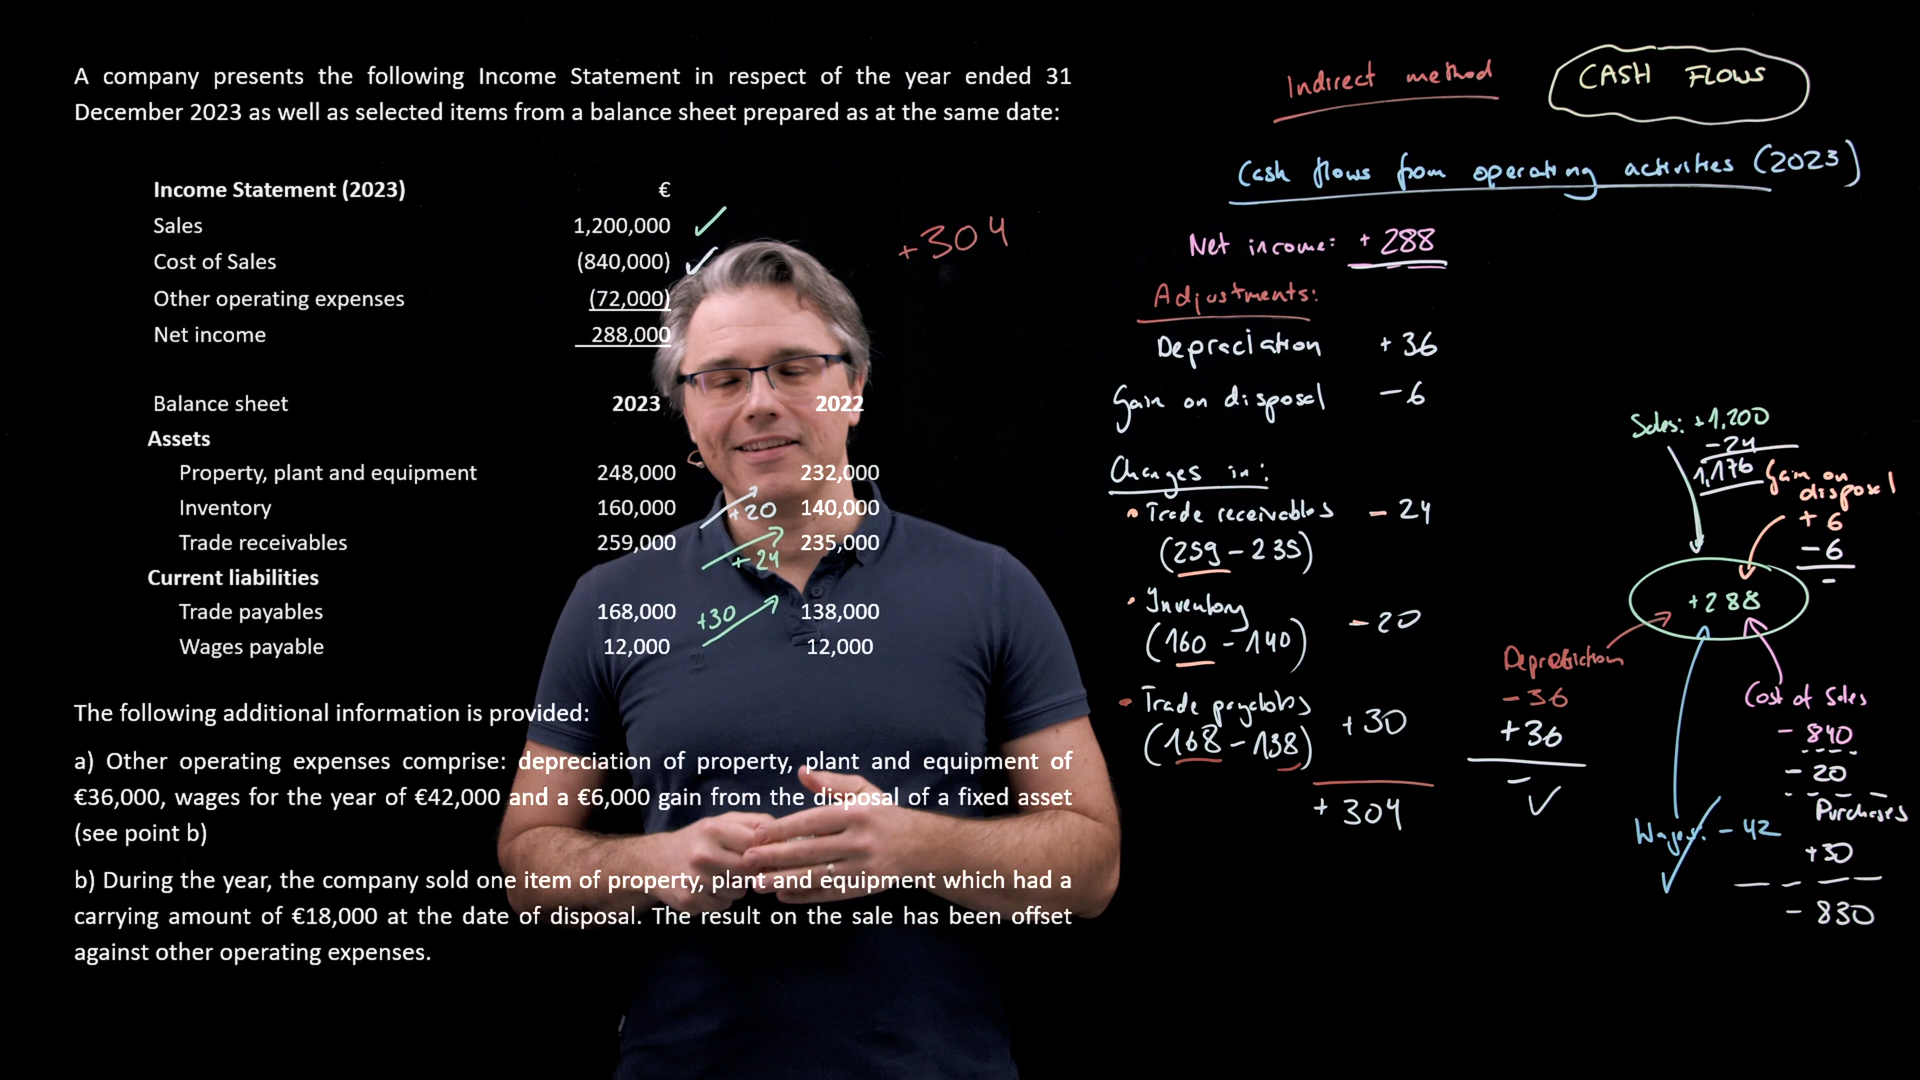 A company presents the following Income Statement in respect of the year ended 31
December 2023 as well as selected items from a balance sheet prepared as at the same date:
Income Statement (2023) €
Sales 1,200,000
Cost of Sales (840,000)
Other operating expenses (72,000)
Net income 288,000
Balance sheet 2023 2022
Assets
Property, plant and equipment 248,000 232,000
Inventory 160,000 +20 140,000
Trade receivables 259,000 +24 235,000
Current liabilities
Trade payables 168,000 +30 138,000
Wages payable 12,000 12,000
The following additional information is provided:
a) Other operating expenses comprise: depreciation of property, plant and equipment of
€36,000, wages for the year of €42,000 and a €6,000 gain from the disposal of a fixed asset
(see point b)
b) During the year, the company sold one item of property, plant and equipment which had a
carrying amount of €18,000 at the date of disposal. The result on the sale has been offset
against other operating expenses.
+304
Indirect method
CASH FLOWS
Cash flows from operating activities (2023)
Net income: + 288
Adjustments:
Depreciation + 36
Gain on disposal - 6
Changes in:
• Trade receivables - 24
(259 - 235)
• Inventory - 20
(160 - 140)
• Trade payables + 30
(168 - 138)
+ 304
Sales: +1,200
- 24
1,176
Gain on
disposal
+ 6
- 6
-
+288
Depreciation
- 36
+36
-
Cost of Sales
- 840
- 20
Purchases
+30
- 830
Wages: - 42